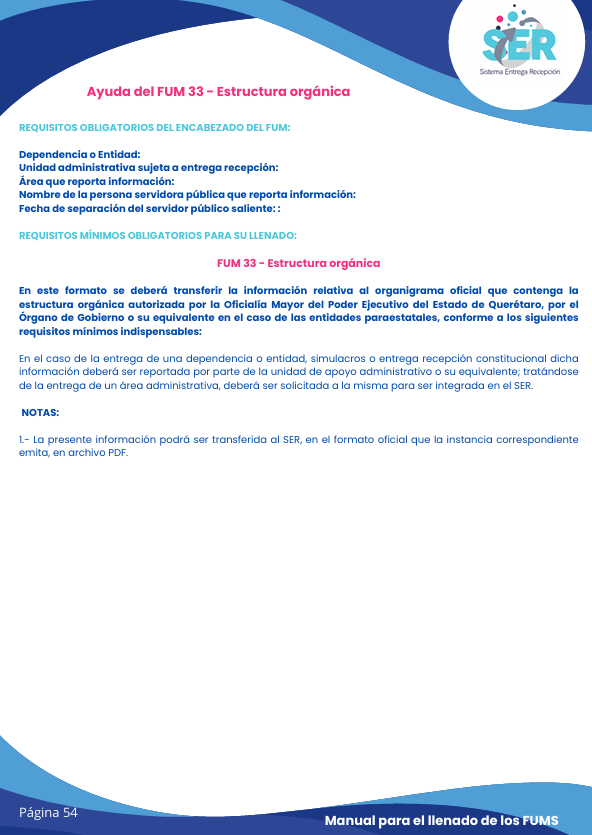 SER
Sistema Entrega Recepción
Ayuda del FUM 33 - Estructura orgánica
REQUISITOS OBLIGATORIOS DEL ENCABEZADO DEL FUM:
Dependencia o Entidad:
Unidad administrativa sujeta a entrega recepción:
Área que reporta información:
Nombre de la persona servidora pública que reporta información:
Fecha de separación del servidor público saliente: :
REQUISITOS MÍNIMOS OBLIGATORIOS PARA SU LLENADO:
FUM 33 - Estructura orgánica
En este formato se deberá transferir la información relativa al organigrama oficial que contenga la
estructura orgánica autorizada por la Oficialía Mayor del Poder Ejecutivo del Estado de Querétaro, por el
Órgano de Gobierno o su equivalente en el caso de las entidades paraestatales, conforme a los siguientes
requisitos mínimos indispensables:
En el caso de la entrega de una dependencia o entidad, simulacros o entrega recepción constitucional dicha
información deberá ser reportada por parte de la unidad de apoyo administrativo o su equivalente; tratándose
de la entrega de un área administrativa, deberá ser solicitada a la misma para ser integrada en el SER.
NOTAS:
1.- La presente información podrá ser transferida al SER, en el formato oficial que la instancia correspondiente
emita, en archivo PDF.
Página 54
Manual para el llenado de los FUMS